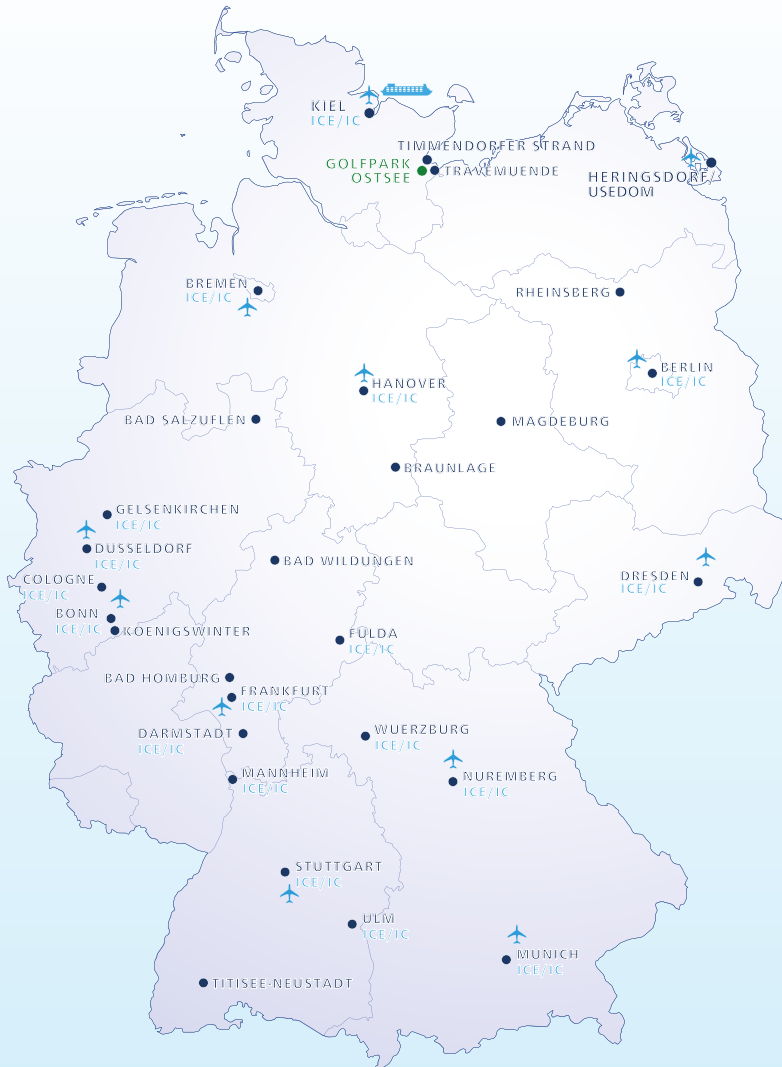 KIEL
ICE/IC
TIMMENDORFER STRAND
GOLFPARK
OSTSEE
TRAVEMUENDE
HERINGSDORF/
USEDOM
BREMEN
ICE/IC
RHEINSBERG
HANOVER
ICE/IC
BERLIN
ICE/IC
BAD SALZUFLEN
MAGDEBURG
BRAUNLAGE
GELSENKIRCHEN
ICE/IC
DUSSELDORF
ICE/IC
BAD WILDUNGEN
COLOGNE
ICE/IC
DRESDEN
ICE/IC
BONN
ICE/IC
KOENIGSWINTER
FULDA
ICE/IC
BAD HOMBURG
FRANKFURT
ICE/IC
DARMSTADT
ICE/IC
WUERZBURG
ICE/IC
MANNHEIM
ICE/IC
NUREMBERG
ICE/IC
STUTTGART
ICE/IC
ULM
ICE/IC
MUNICH
ICE/IC
TITISEE-NEUSTADT